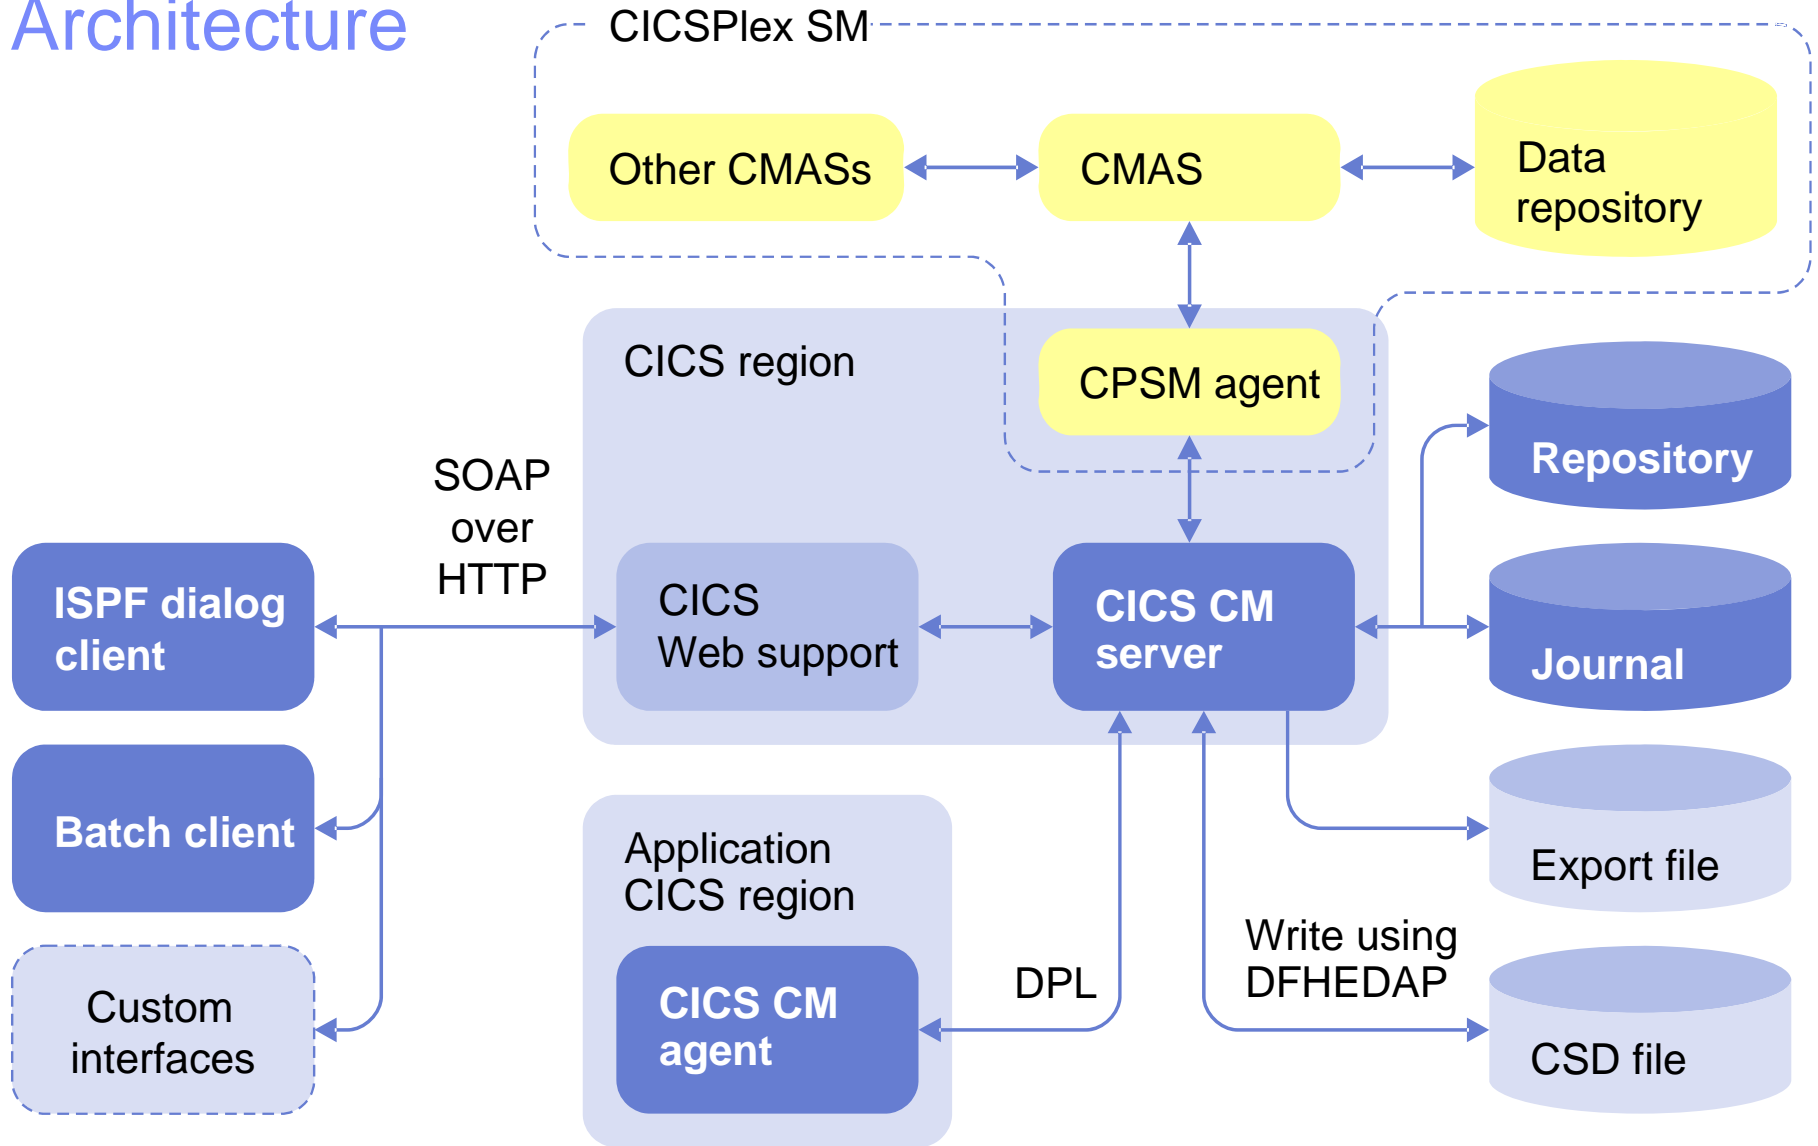 Architecture
CICSPlex SM
Other CMASs
CMAS
Data
repository
CICS region
CPSM agent
Repository
SOAP
over
HTTP
ISPF dialog
client
CICS
Web support
CICS CM
server
Journal
Batch client
Application
CICS region
Export file
Custom
interfaces
CICS CM
agent
DPL
Write using
DFHEDAP
CSD file